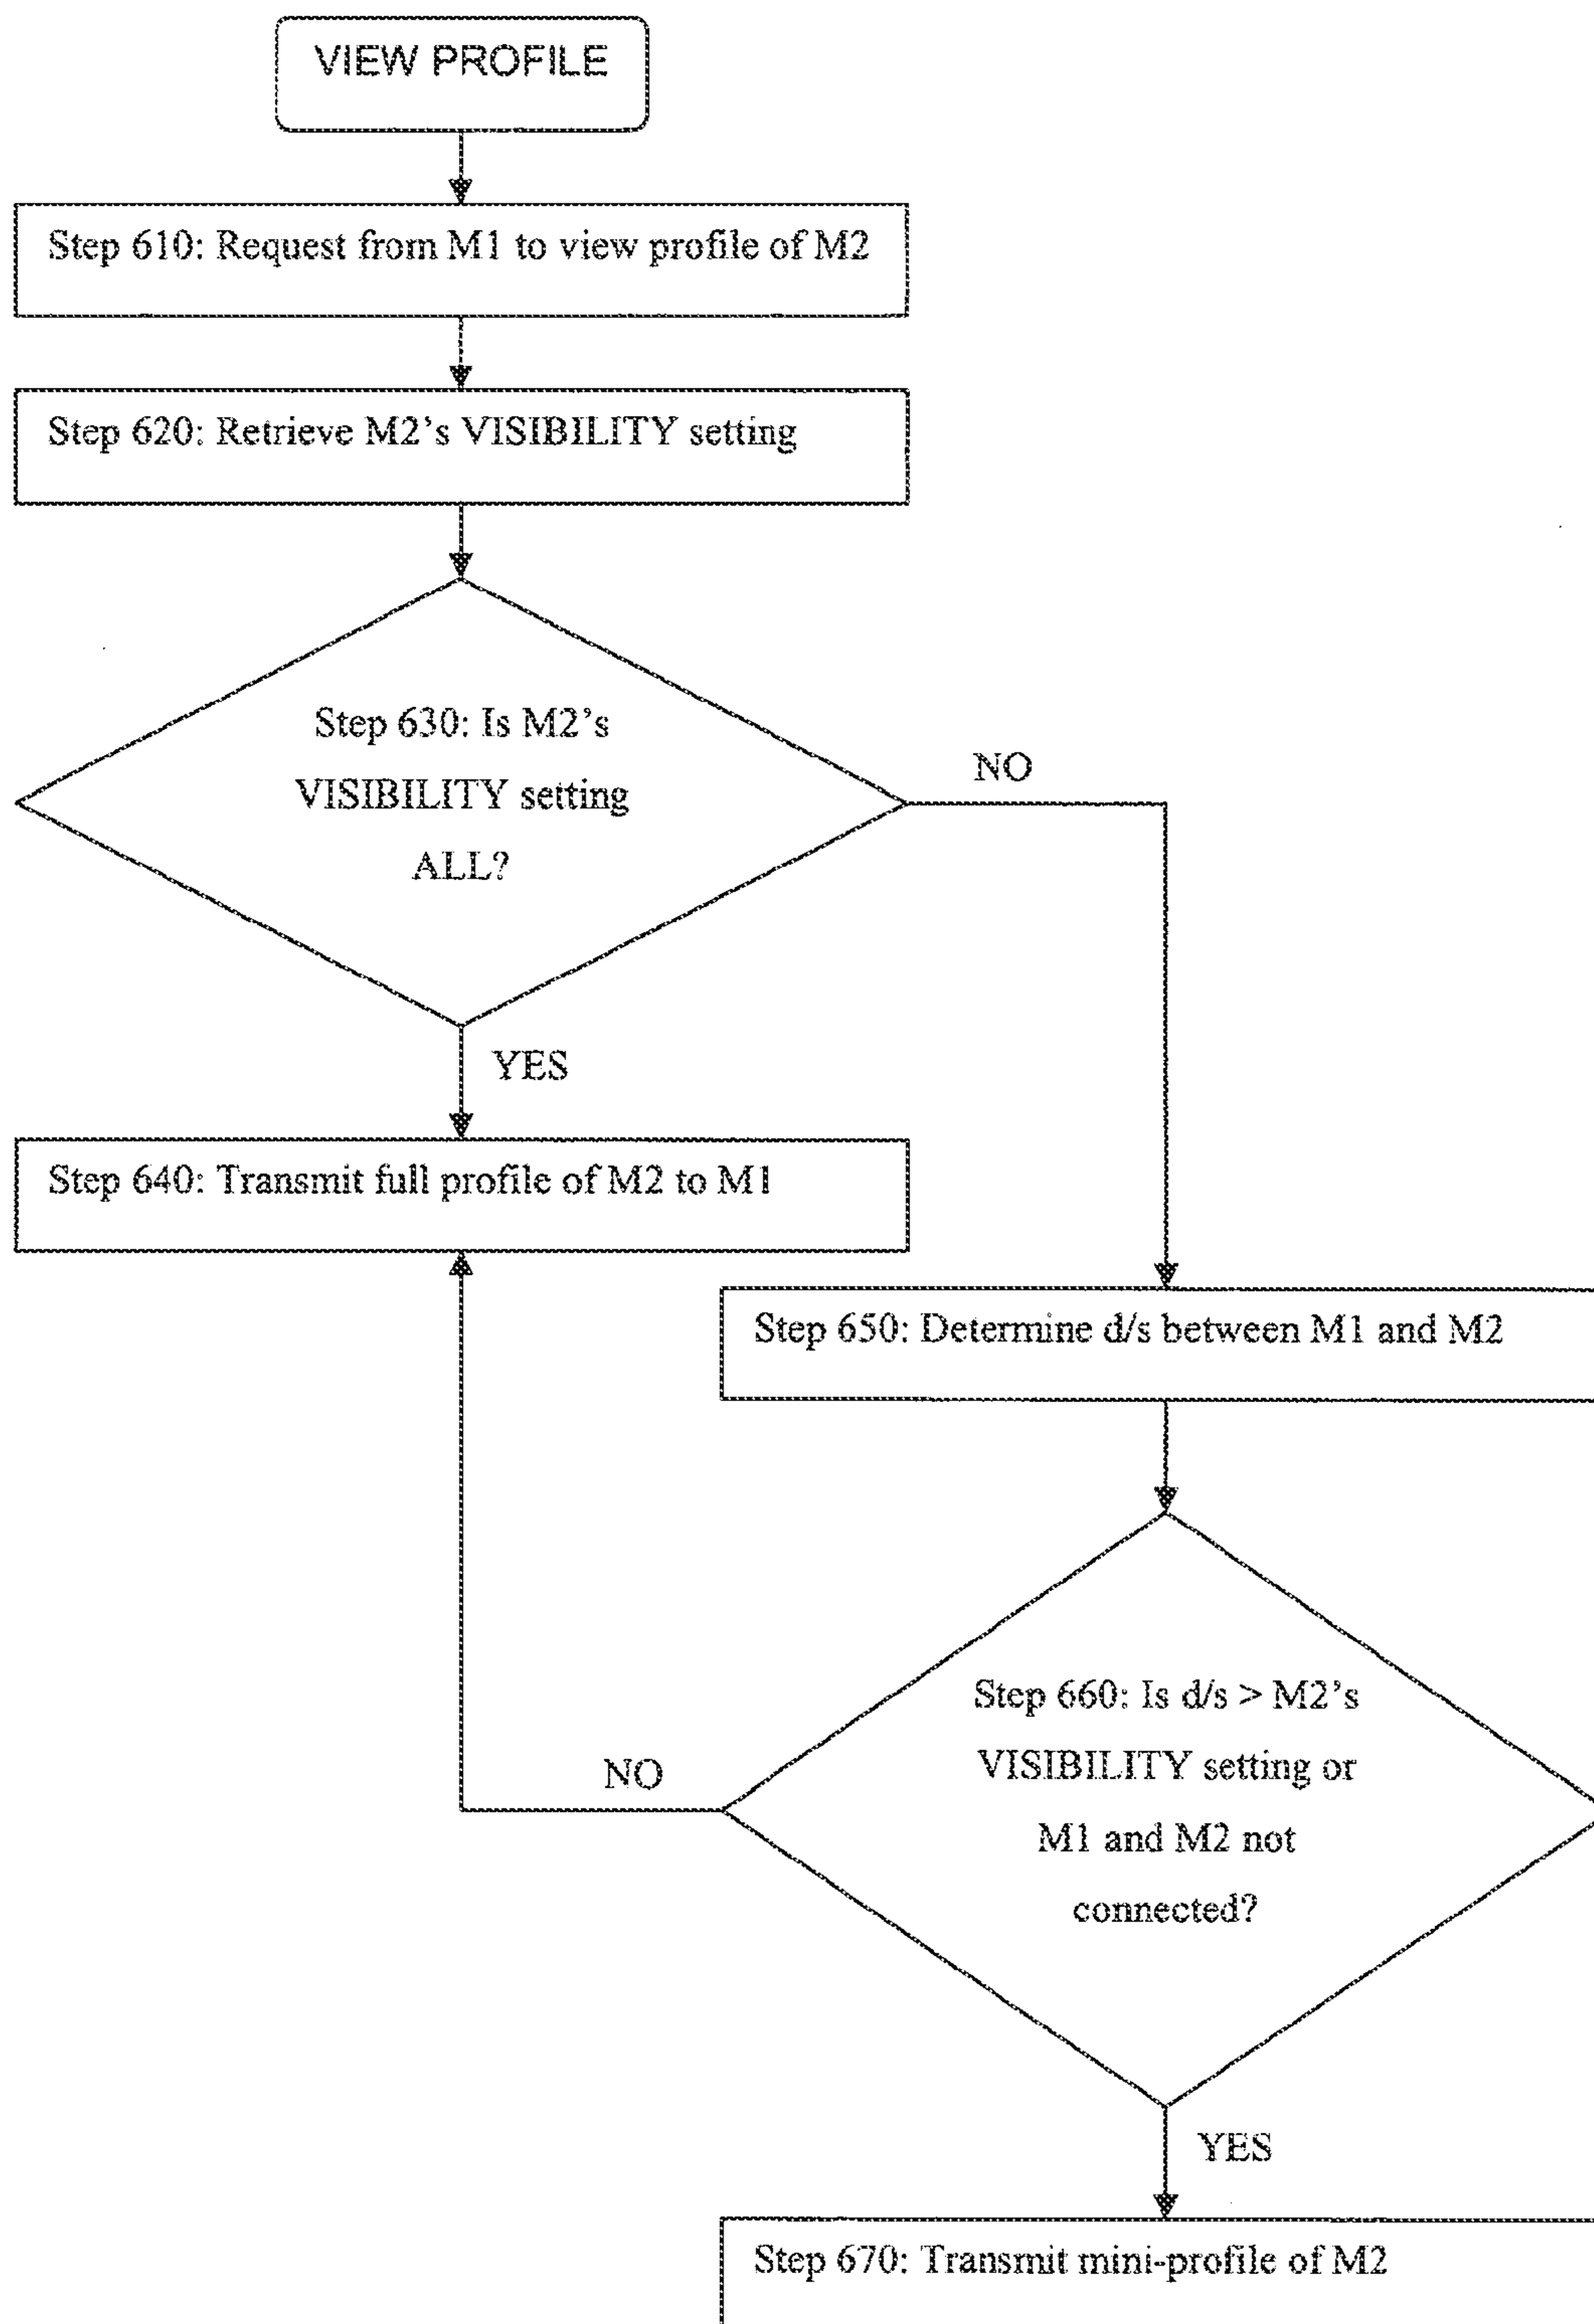 VIEW PROFILE
Step 610: Request from M1 to view profile of M2
Step 620: Retrieve M2’s VISIBILITY setting
Step 630: Is M2’s
VISIBILITY setting
ALL?
NO
YES
Step 640: Transmit full profile of M2 to M1
Step 650: Determine d/s between M1 and M2
Step 660: Is d/s > M2’s
VISIBILITY setting or
M1 and M2 not
connected?
NO
YES
Step 670: Transmit mini-profile of M2